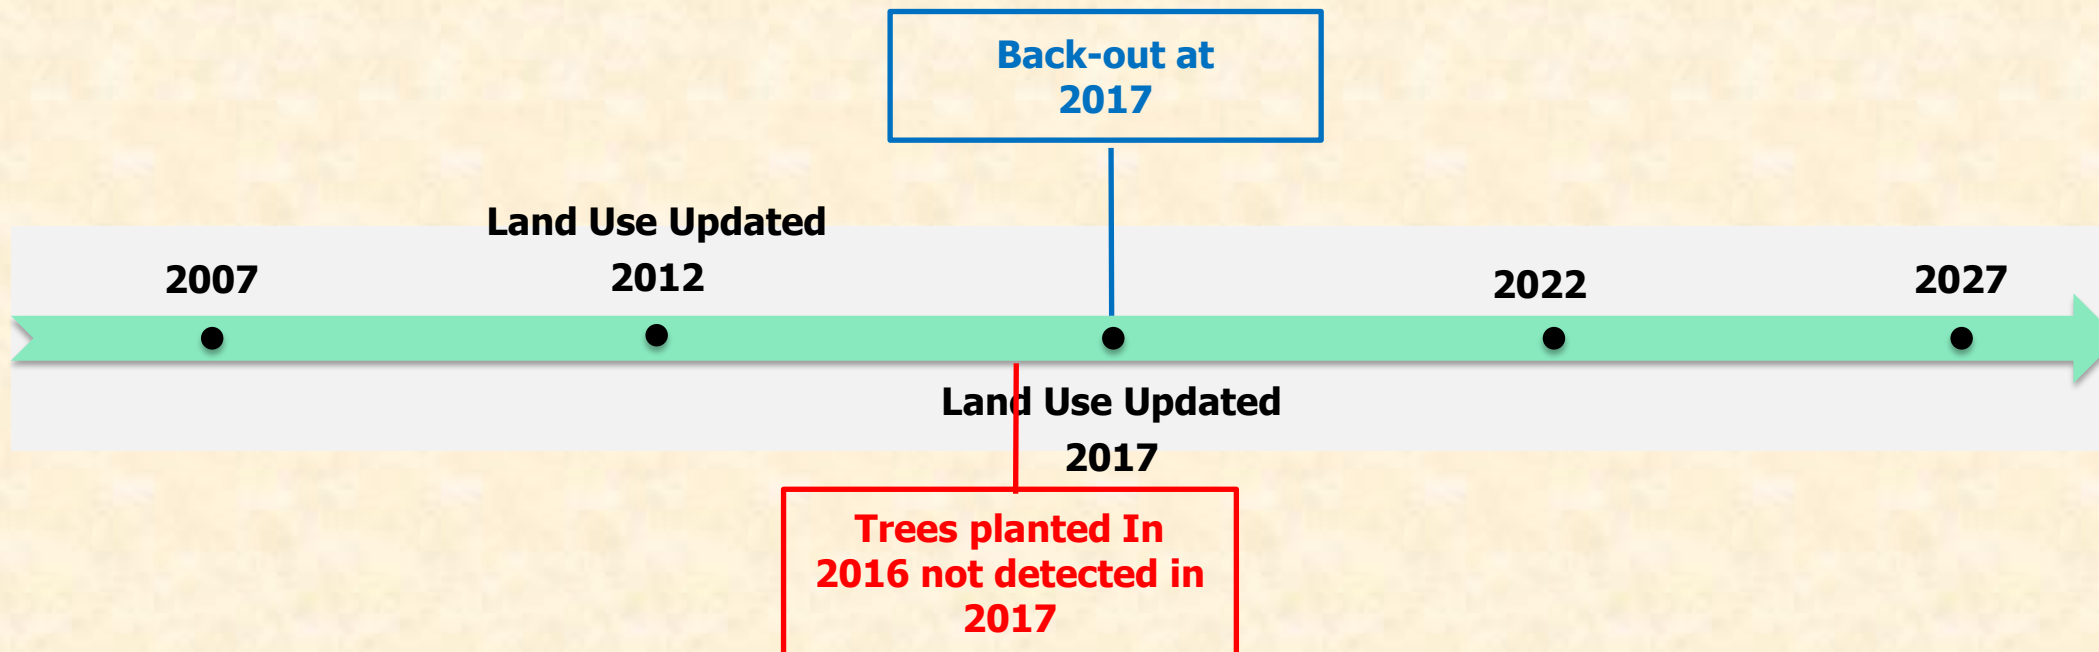 Back-out at
2017
Land Use Updated
2007
2012
2022
2027
Land Use Updated
2017
Trees planted In
2016 not detected in
2017